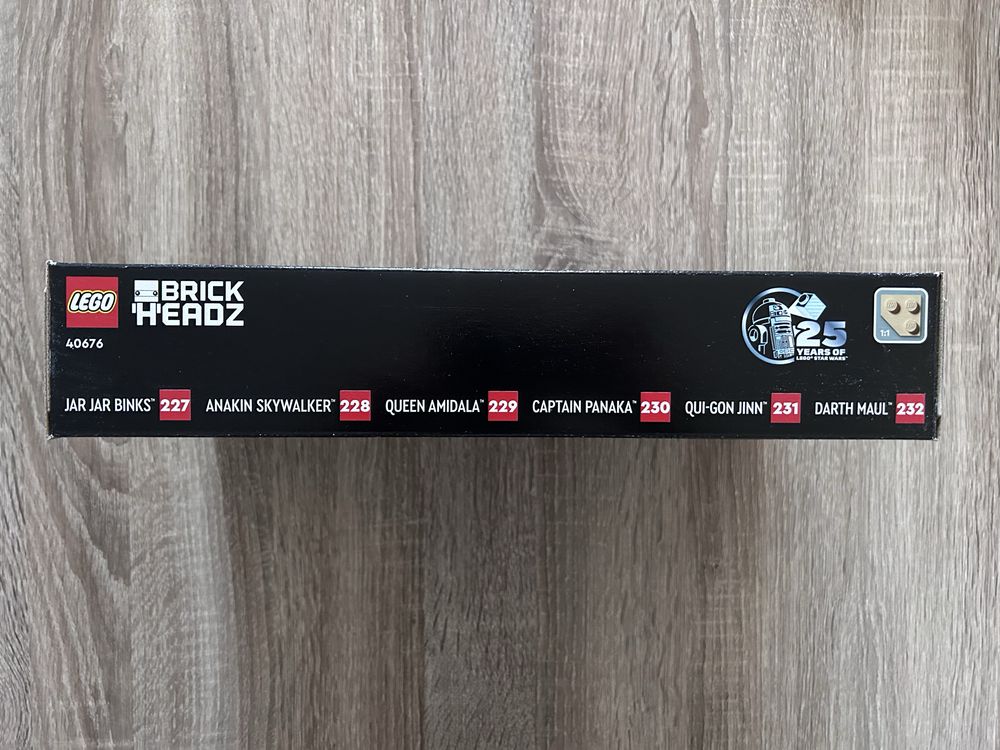 LEGO
BRICK
HEADZ
40676
25
YEARS OF
LEGO® STAR WARS™
1:1
JAR JAR BINKS™ 227 ANAKIN SKYWALKER™ 228 QUEEN AMIDALA™ 229 CAPTAIN PANAKA™ 230 QUI-GON JINN™ 231 DARTH MAUL™ 232